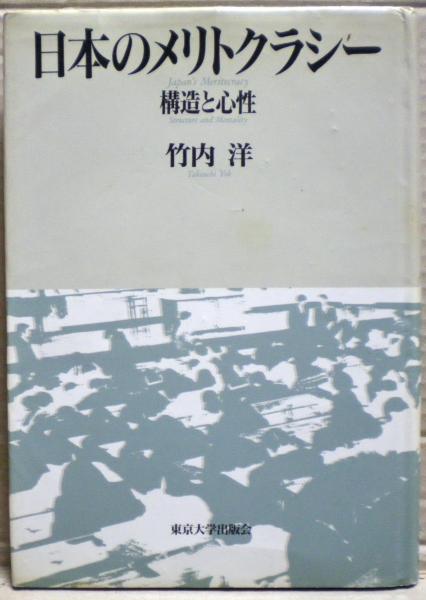 日本のメリトクラシー
Japan's Meritocracy
構造と心性
Structure and Mentality
竹内 洋
Takeuchi Yoh
東京大学出版会